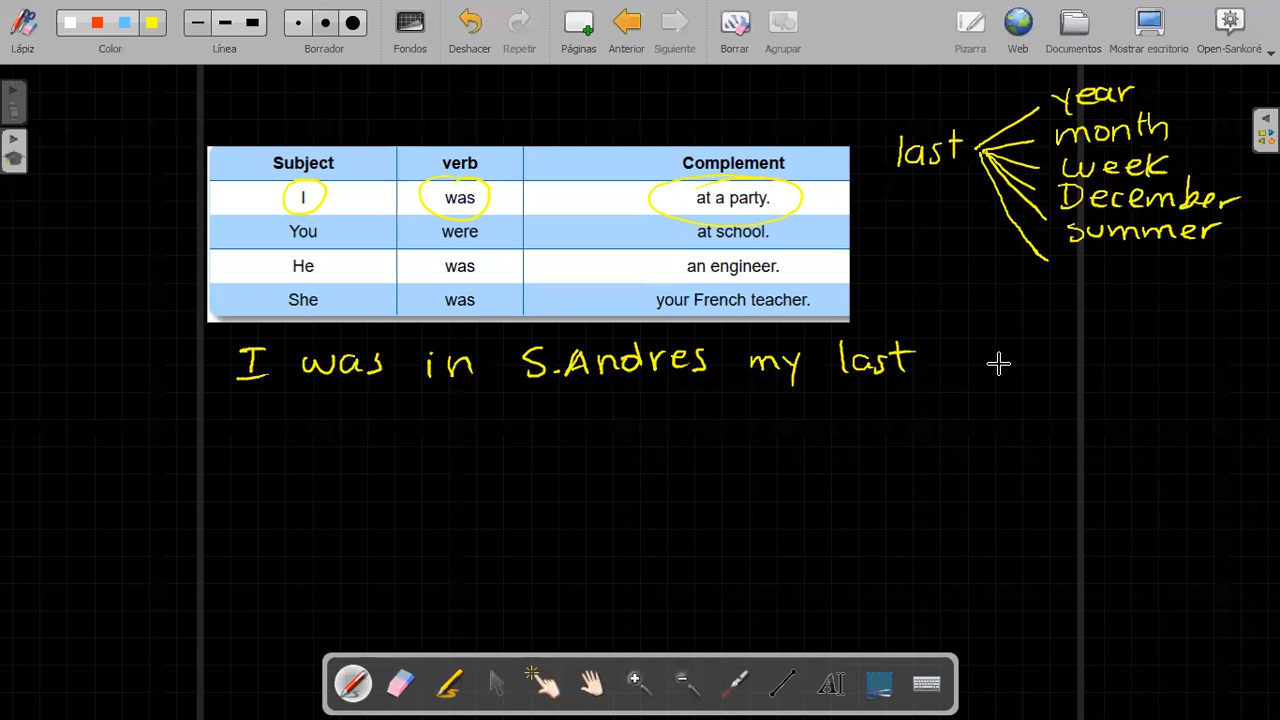 Lápiz Color Línea Borrador Fondos Deshacer Repetir Páginas Anterior Siguiente Borrar Agrupar Pizarra Web Documentos Mostrar escritorio Open-Sankoré
Subject verb Complement
I was at a party.
You were at school.
He was an engineer.
She was your French teacher.
last
year
month
week
December
summer
I was in S.Andres my last
AI